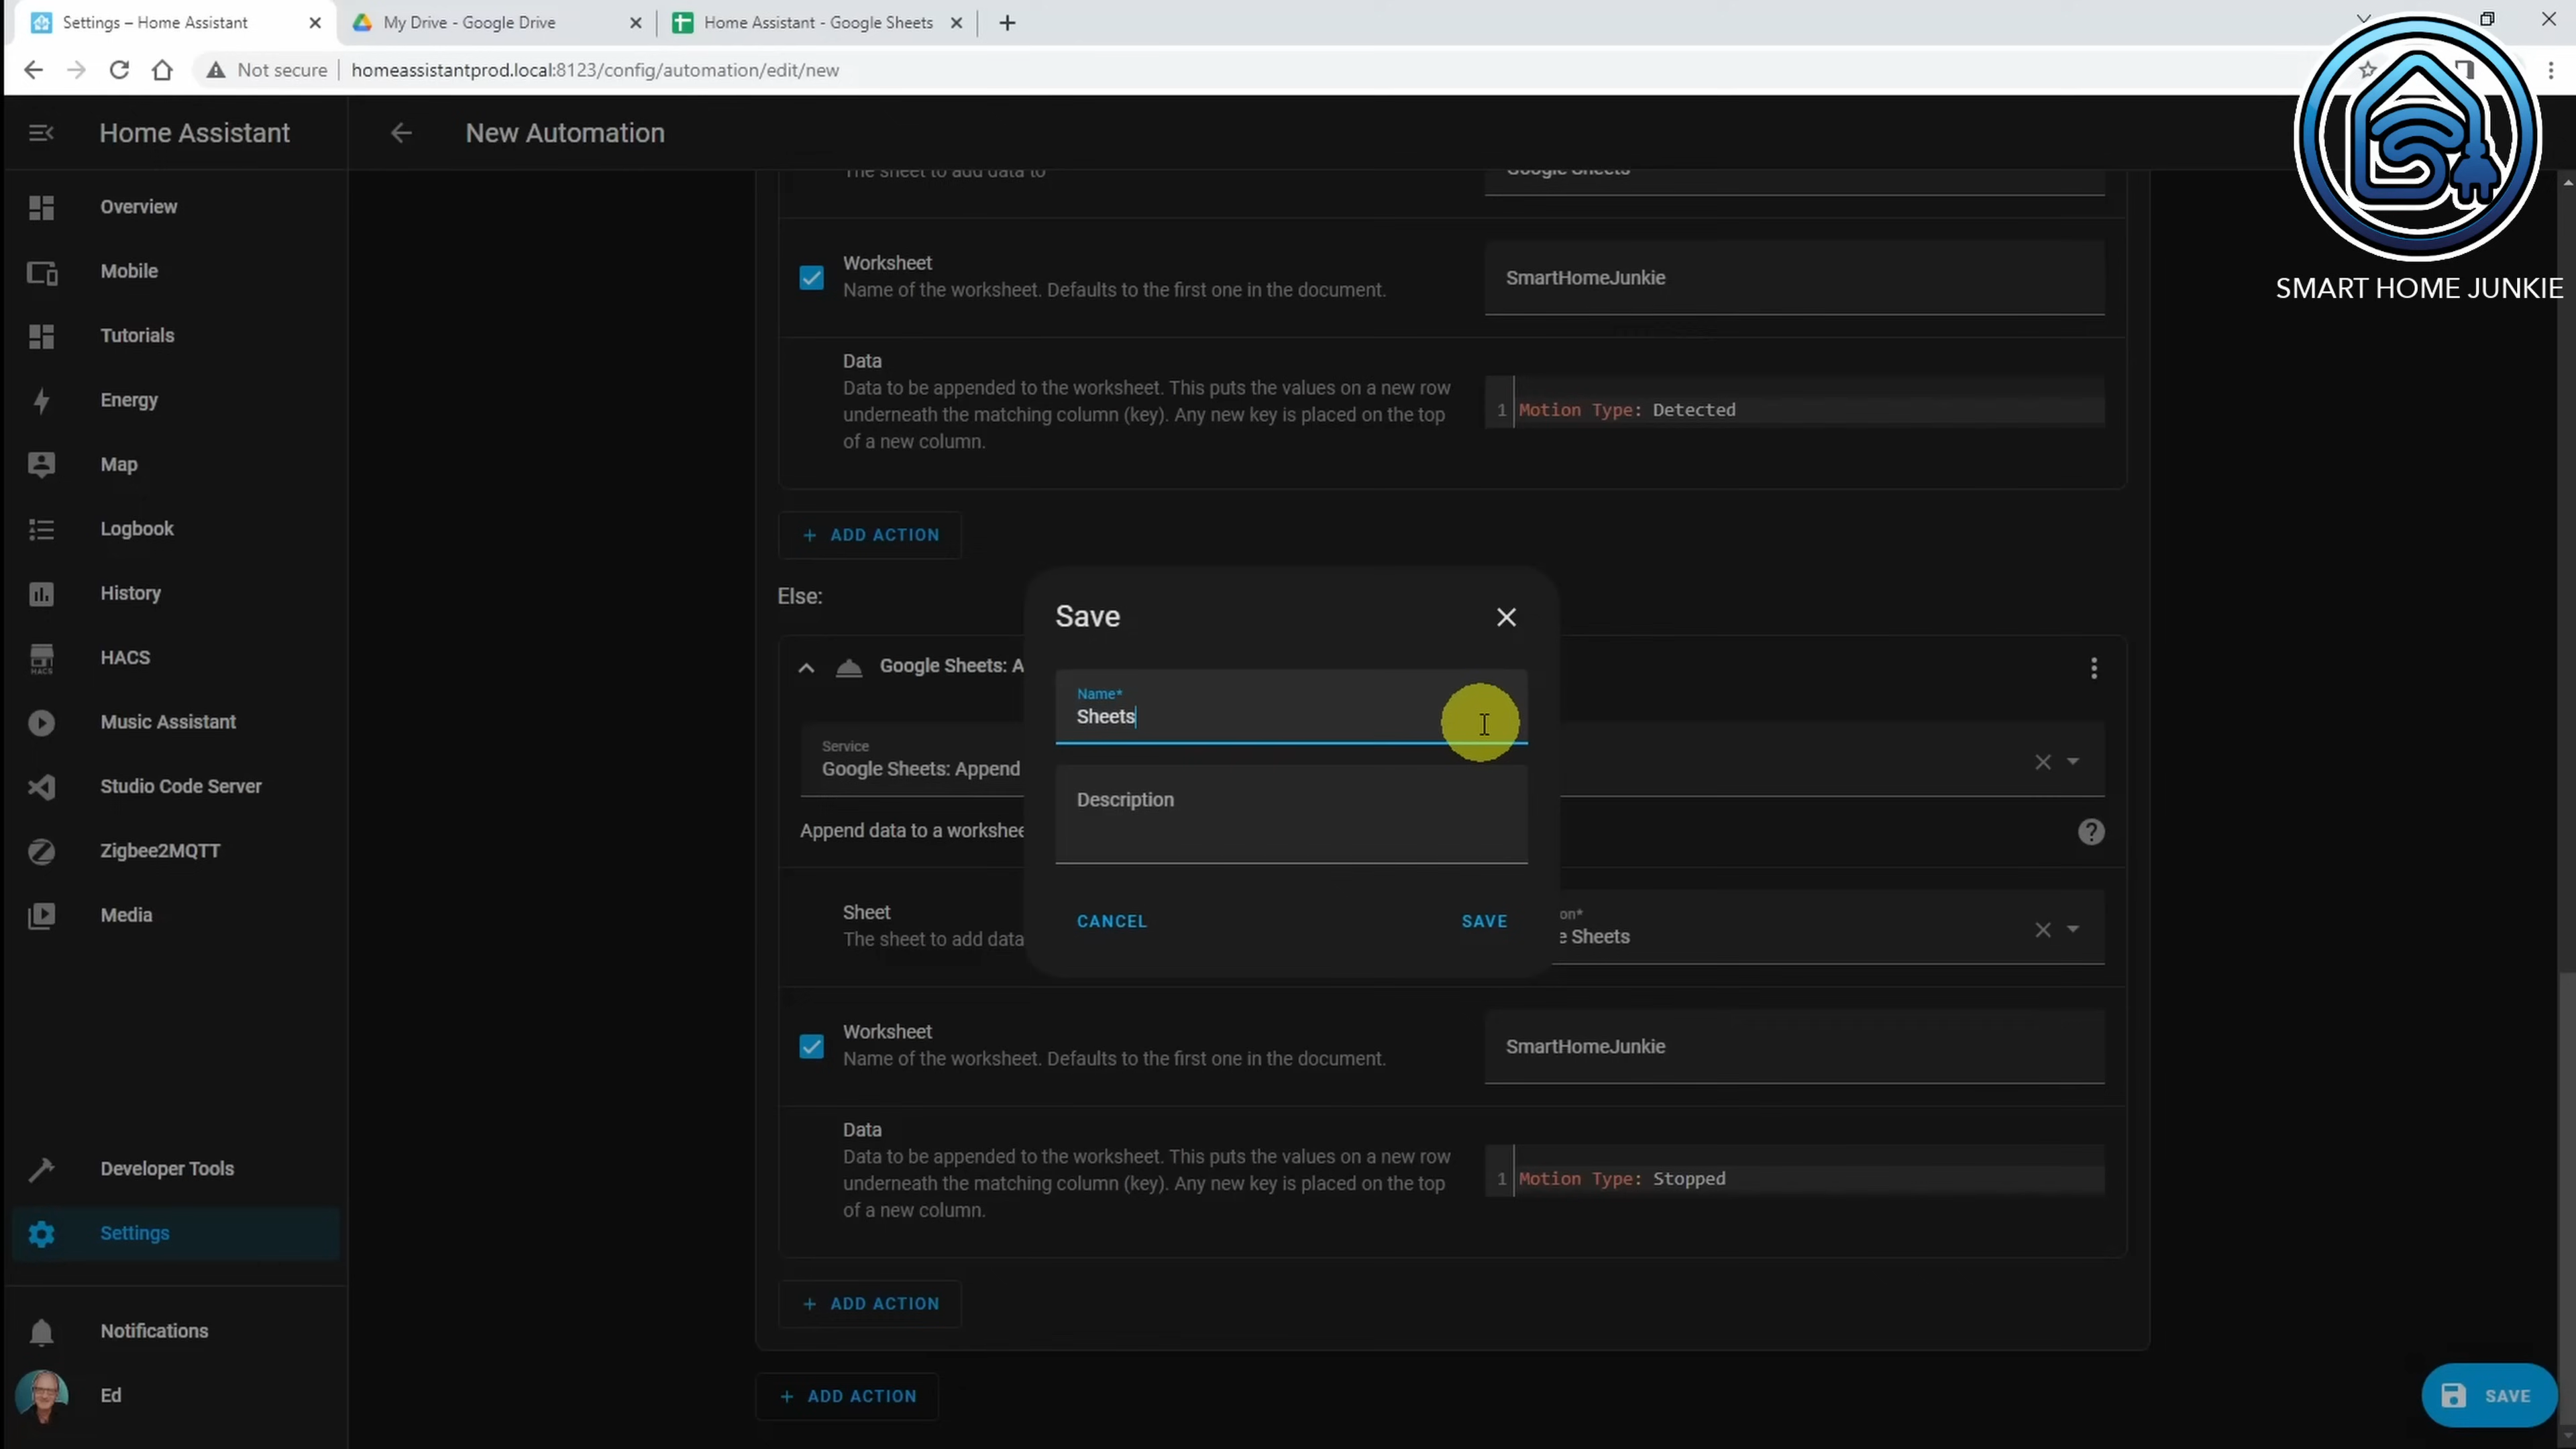 Settings – Home Assistant
My Drive - Google Drive
Home Assistant - Google Sheets
Not secure
homeassistantprod.local:8123/config/automation/edit/new
SMART HOME JUNKIE
Home Assistant
New Automation
Overview
Mobile
Tutorials
Energy
Map
Logbook
History
HACS
HACS
Music Assistant
Studio Code Server
Zigbee2MQTT
Media
Developer Tools
Settings
Notifications
Ed
The sheet to add data to
Google Sheets
Worksheet
Name of the worksheet. Defaults to the first one in the document.
SmartHomeJunkie
Data
Data to be appended to the worksheet. This puts the values on a new row
underneath the matching column (key). Any new key is placed on the top
of a new column.
1 Motion Type: Detected
+ ADD ACTION
Else:
Google Sheets: A
Service
Google Sheets: Append
Append data to a workshee
Sheet
The sheet to add data
on*
e Sheets
Save
Name*
Sheets
Description
CANCEL
SAVE
Worksheet
Name of the worksheet. Defaults to the first one in the document.
SmartHomeJunkie
Data
Data to be appended to the worksheet. This puts the values on a new row
underneath the matching column (key). Any new key is placed on the top
of a new column.
1 Motion Type: Stopped
+ ADD ACTION
+ ADD ACTION
SAVE